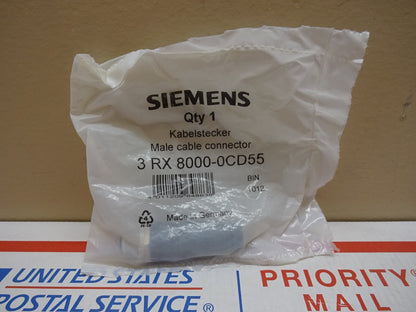 SIEMENS
Qty 1
Kabelstecker
Male cable connector
3 RX 8000-0CD55
BIN
1012
Made in Germany
UNITED STATES
POSTAL SERVICE®
PRIORITY®
MAIL